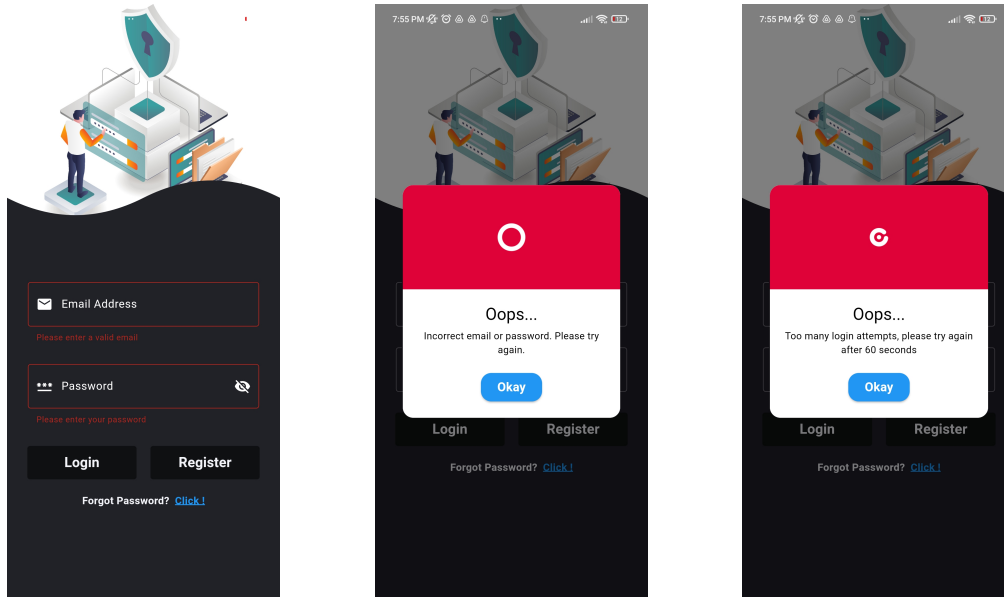 Email Address
Please enter a valid email
Password
Please enter your password
Login Register
Forgot Password? Click !
7:55 PM
12
Oops...
Incorrect email or password. Please try
again.
Okay
Login Register
Forgot Password? Click !
7:55 PM
12
Oops...
Too many login attempts, please try again
after 60 seconds
Okay
Login Register
Forgot Password? Click !